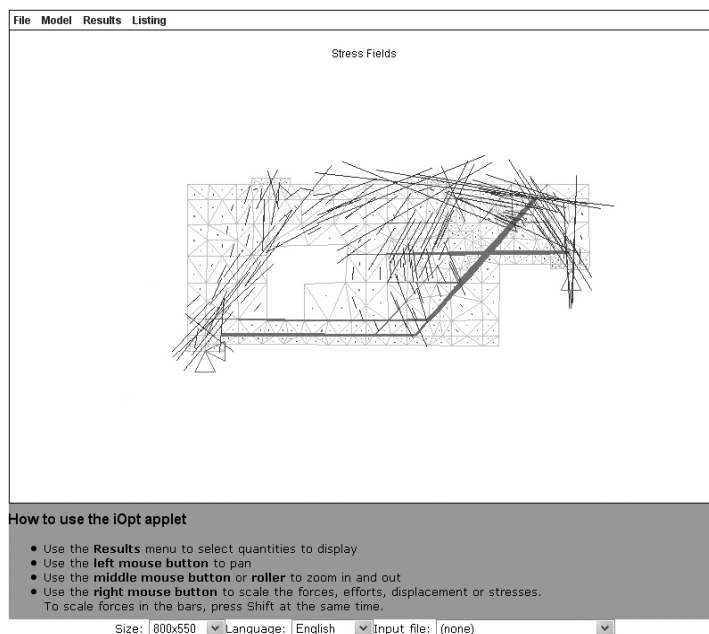 File Model Results Listing
Stress Fields
How to use the iOpt applet
Use the Results menu to select quantities to display
Use the left mouse button to pan
Use the middle mouse button or roller to zoom in and out
Use the right mouse button to scale the forces, efforts, displacement or stresses.
To scale forces in the bars, press Shift at the same time.
Size: 800x550 Language: English Input file: (none)